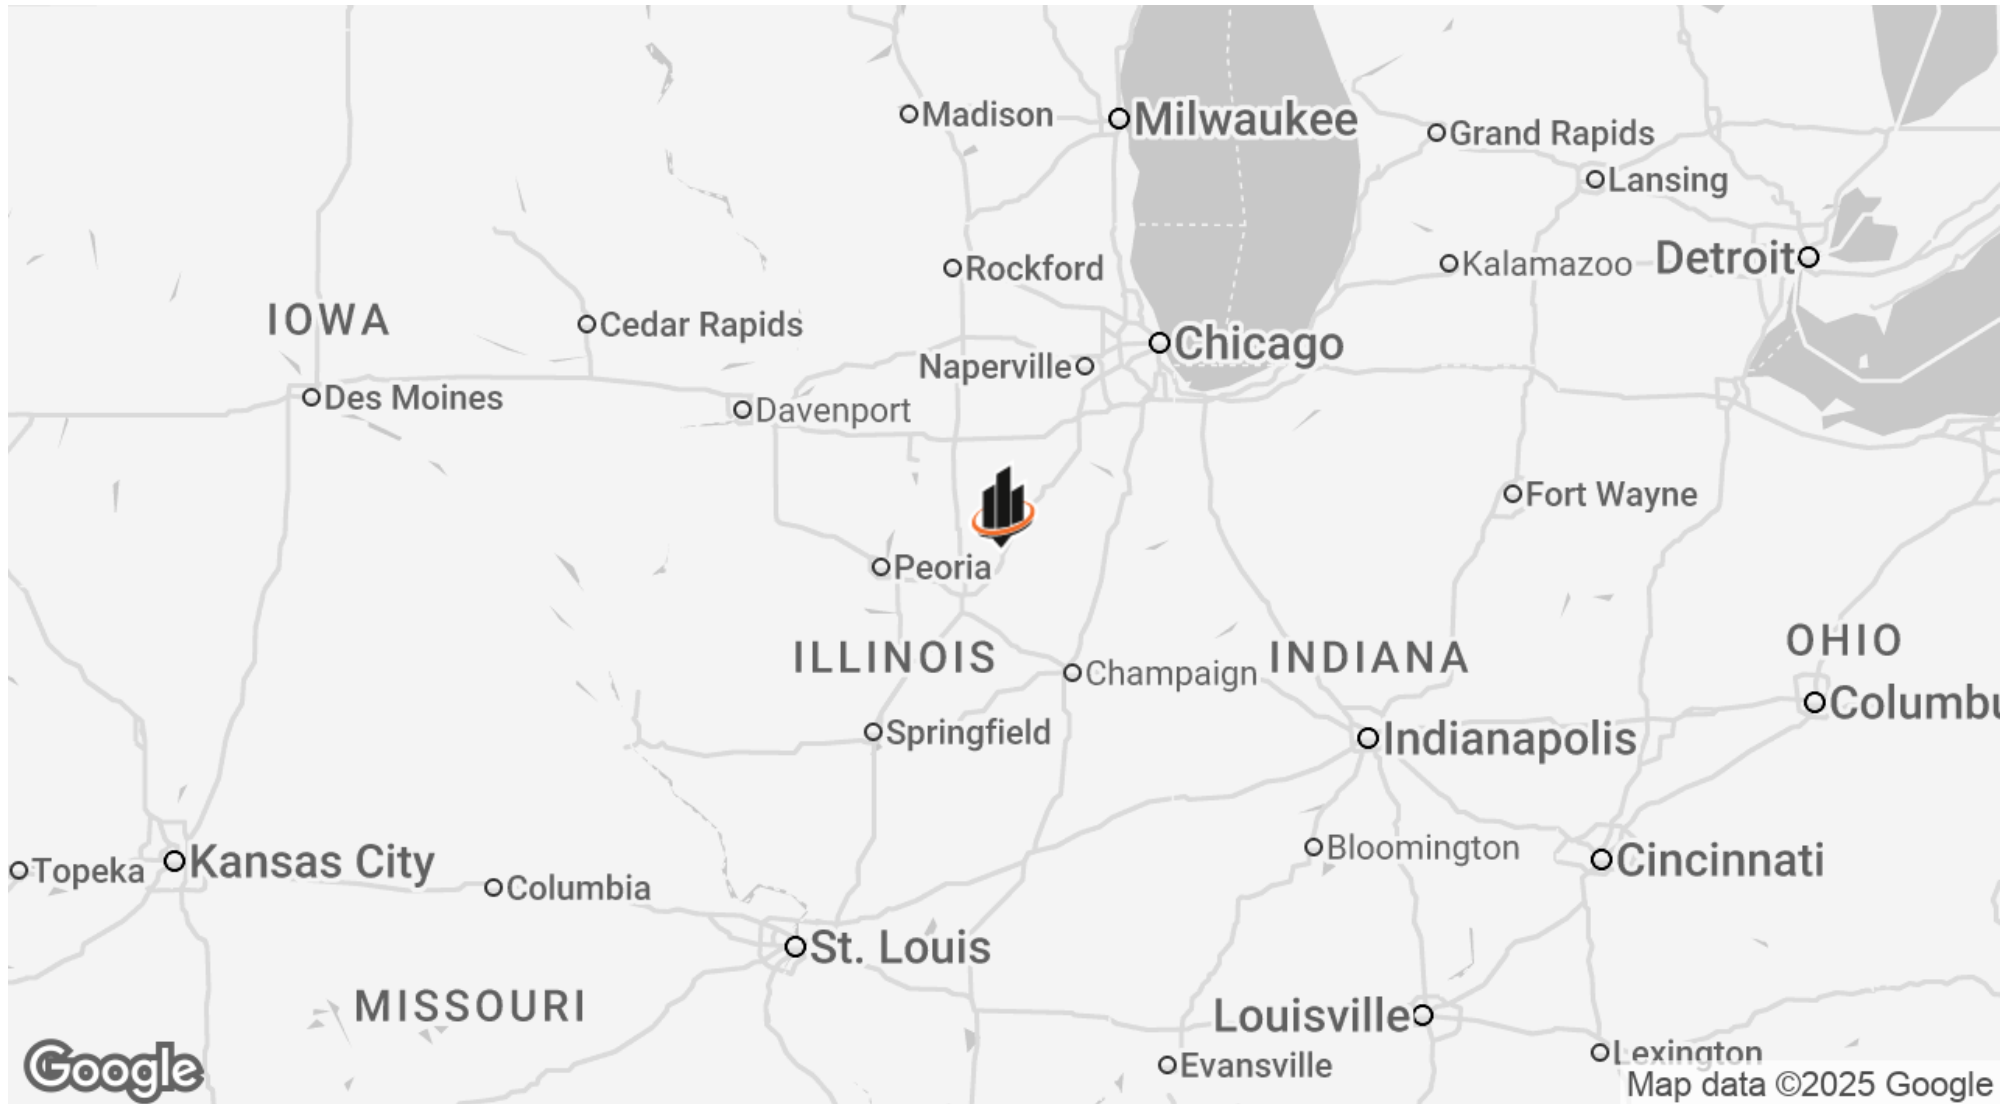 Madison
Milwaukee
Grand Rapids
Lansing
Rockford
Kalamazoo
Detroit
IOWA
Cedar Rapids
Chicago
Naperville
Des Moines
Davenport
Fort Wayne
Peoria
ILLINOIS
Champaign
INDIANA
OHIO
Columbu
Springfield
Indianapolis
Topeka
Kansas City
Columbia
Bloomington
Cincinnati
St. Louis
MISSOURI
Louisville
Evansville
Lexington
Google
Map data ©2025 Google